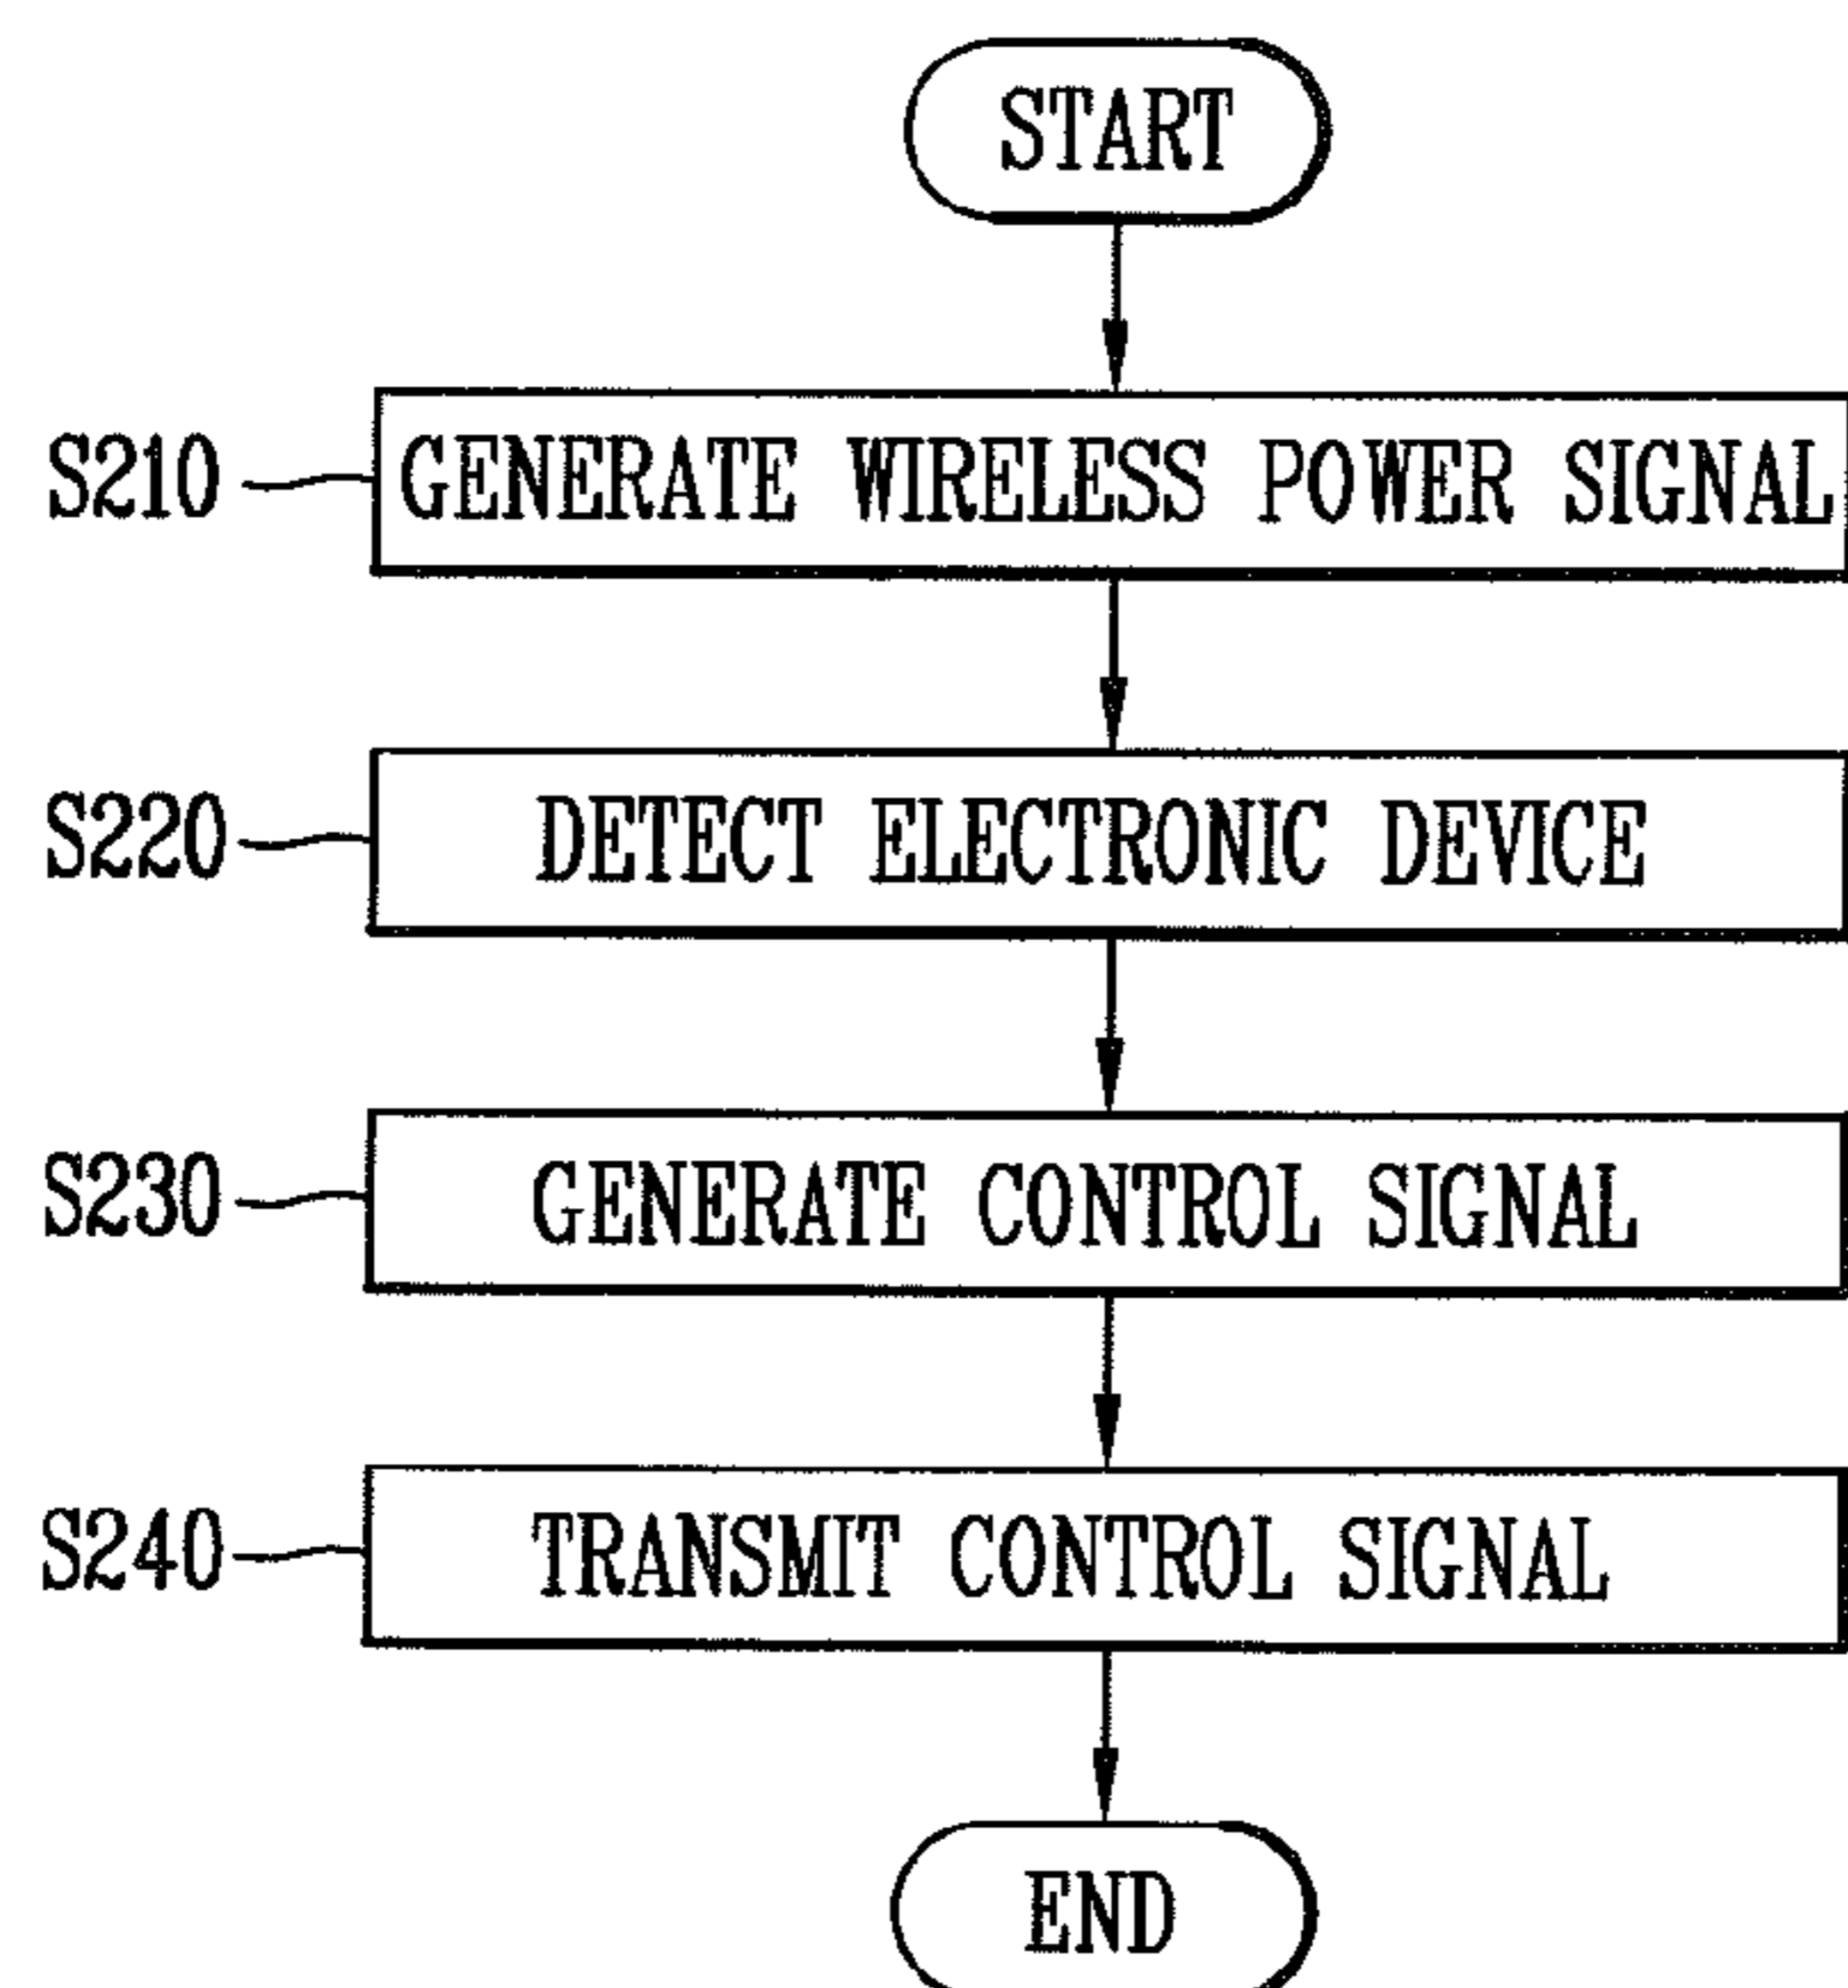 START
S210 GENERATE WIRELESS POWER SIGNAL
S220 DETECT ELECTRONIC DEVICE
S230 GENERATE CONTROL SIGNAL
S240 TRANSMIT CONTROL SIGNAL
END